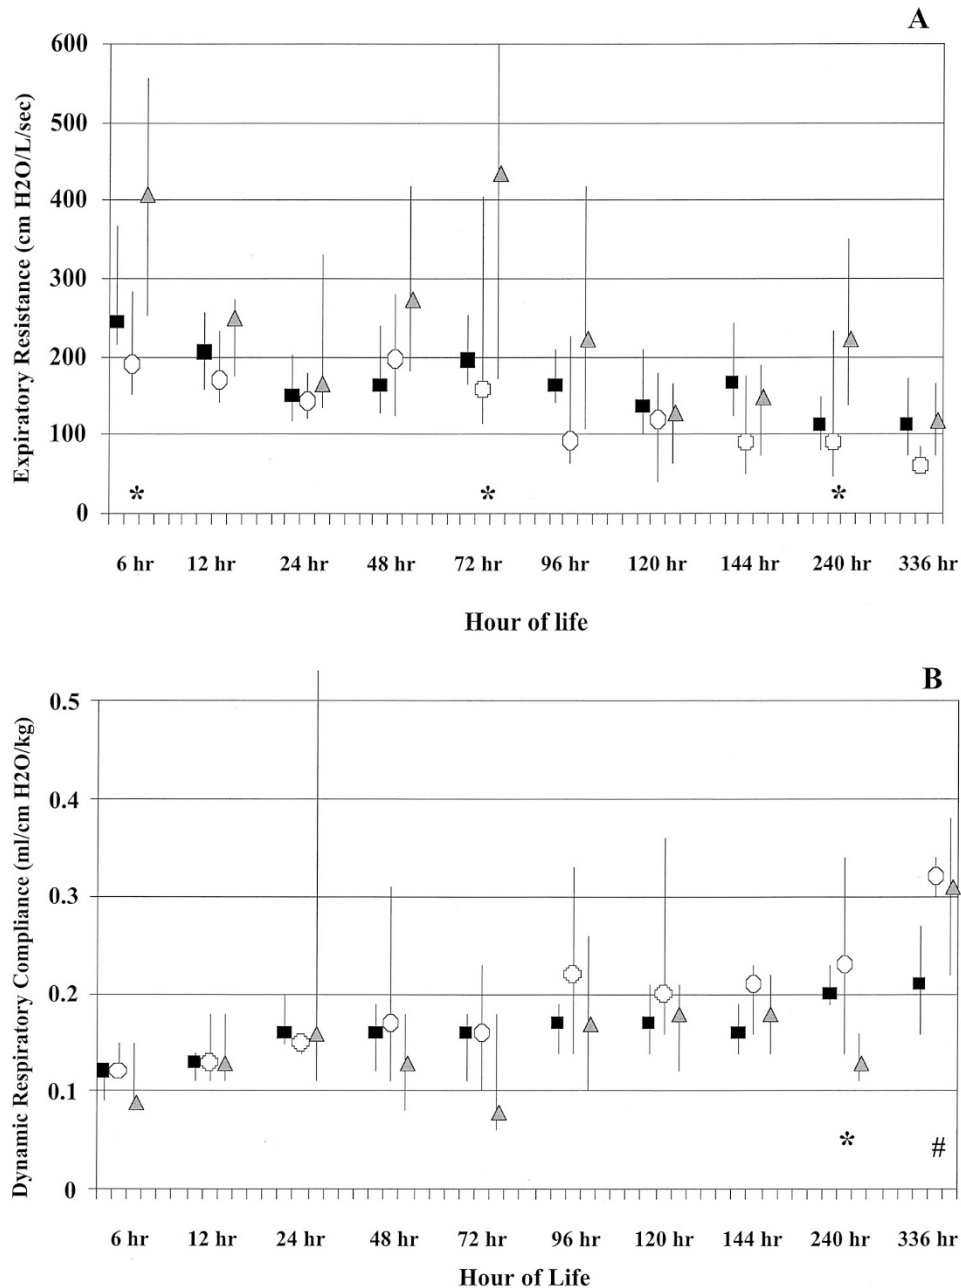 A
Expiratory Resistance (cm H2O/L/sec)
600
500
400
300
200
100
0
* * *
6 hr 12 hr 24 hr 48 hr 72 hr 96 hr 120 hr 144 hr 240 hr 336 hr
Hour of life
B
Dynamic Respiratory Compliance (ml/cm H2O/kg)
0.5
0.4
0.3
0.2
0.1
0
* #
6 hr 12 hr 24 hr 48 hr 72 hr 96 hr 120 hr 144 hr 240 hr 336 hr
Hour of Life